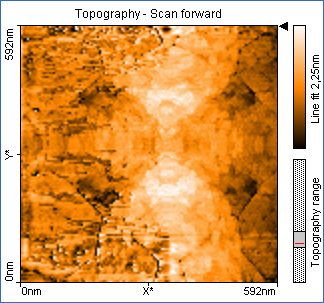 Topography - Scan forward
592nm
Y*
0nm
0nm
X*
592nm
Line fit 2,25nm
Topography range